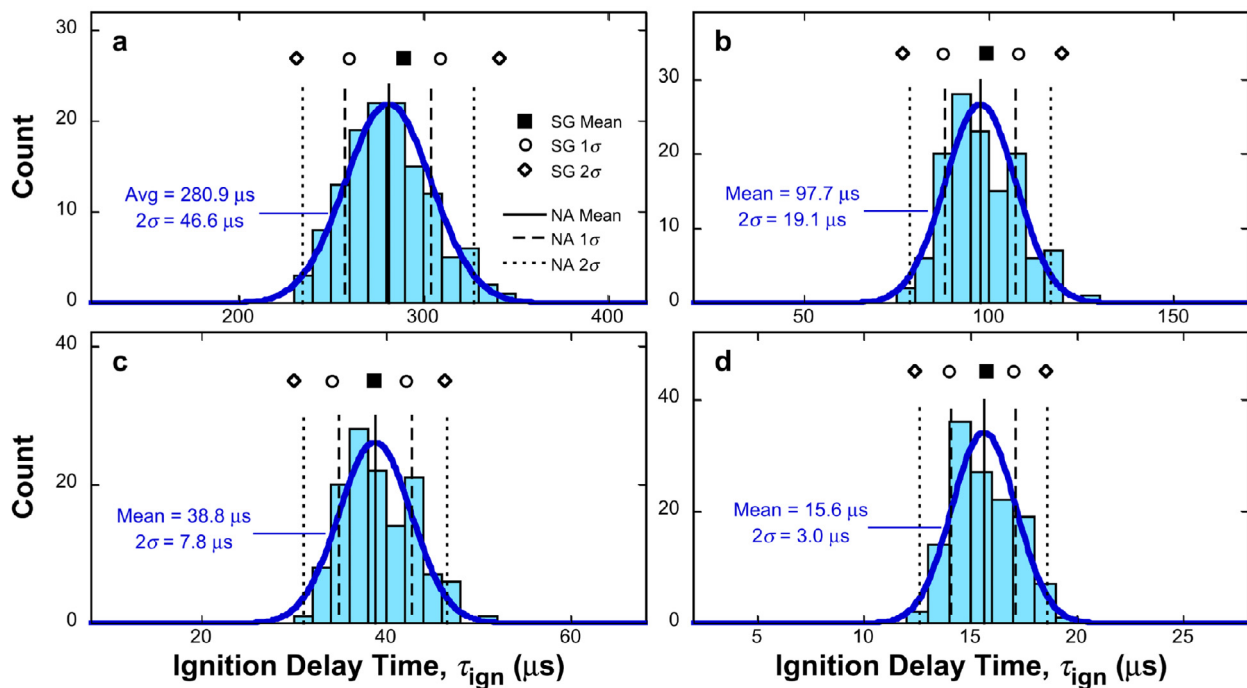 30
20
10
0
Count
a
Avg = 280.9 μs
2σ = 46.6 μs
SG Mean
SG 1σ
SG 2σ
NA Mean
NA 1σ
NA 2σ
200
300
400
b
30
20
10
0
Mean = 97.7 μs
2σ = 19.1 μs
50
100
150
40
20
0
Count
c
Mean = 38.8 μs
2σ = 7.8 μs
20
40
60
Ignition Delay Time, τign (μs)
d
40
20
0
Mean = 15.6 μs
2σ = 3.0 μs
5
10
15
20
25
Ignition Delay Time, τign (μs)